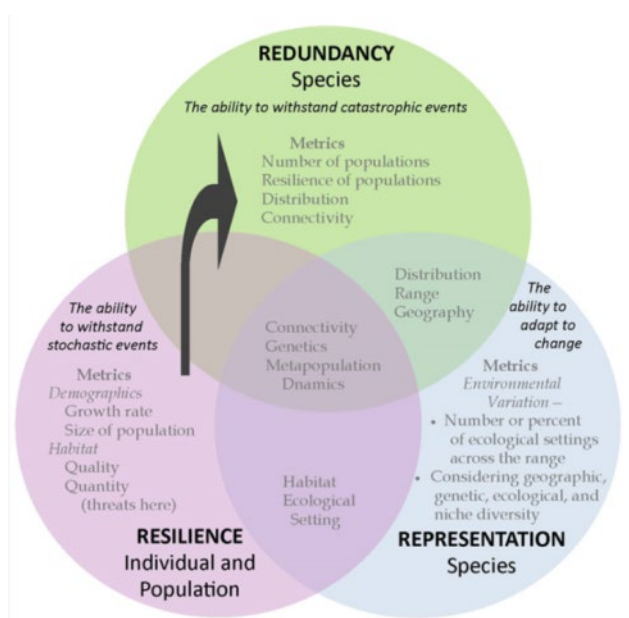 REDUNDANCY
Species
The ability to withstand catastrophic events
Metrics
Number of populations
Resilience of populations
Distribution
Connectivity
Distribution
Range
Geography
The ability
to withstand
stochastic events
Metrics
Demographics
Growth rate
Size of population
Habitat
Quality
Quantity
(threats here)
RESILIENCE
Individual and
Population
Connectivity
Genetics
Metapopulation
Dnamics
Habitat
Ecological
Setting
The
ability to
adapt to
change
Metrics
Environmental
Variation –
• Number or percent
of ecological settings
across the range
• Considering geographic,
genetic, ecological, and
niche diversity
REPRESENTATION
Species